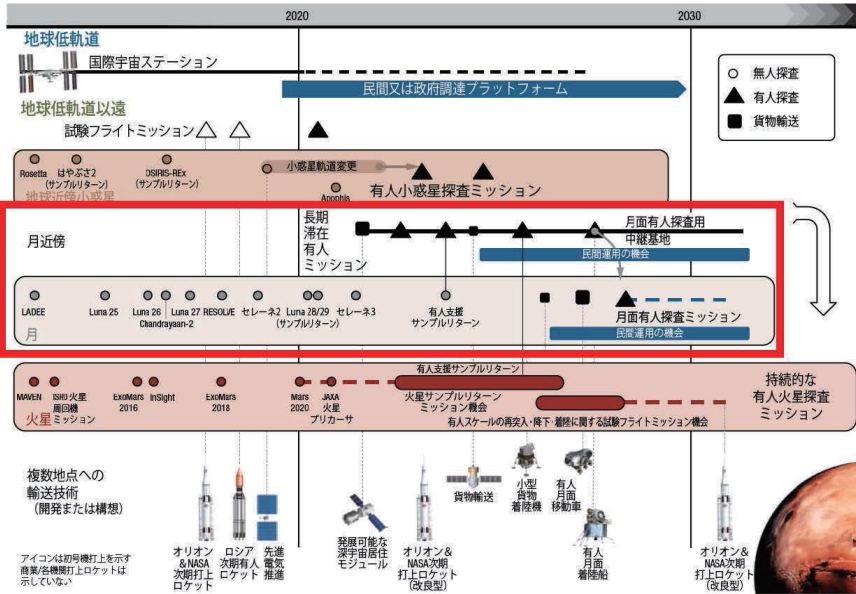 2020
2030
地球低軌道
国際宇宙ステーション
民間又は政府調達プラットフォーム
無人探査
有人探査
貨物輸送
地球低軌道以遠
試験フライトミッション
小惑星軌道変更
Rosetta
はやぶさ2
(サンプルリターン)
OSIRIS-REx
(サンプルリターン)
Apophis
有人小惑星探査ミッション
地球近傍小惑星
月近傍
長期
滞在
有人
ミッション
月面有人探査用
中継基地
民間運用の機会
LADEE
Luna 25
Luna 26
Chandrayaan-2
Luna 27
RESOLVE
セレーネ2
Luna 28/29
(サンプルリターン)
セレーネ3
有人支援
サンプルリターン
月面有人探査ミッション
民間運用の機会
月
有人支援サンプルリターン
MAVEN
ISRO 火星
周回機
ミッション
ExoMars
2016
InSight
ExoMars
2018
Mars
2020
JAXA
火星
プリカーサ
火星サンプルリターン
ミッション機会
有人スケールの再突入・降下・着陸に関する試験フライトミッション機会
持続的な
有人火星探査
ミッション
火星
複数地点への
輸送技術
(開発または構想)
アイコンは初号機打上を示す
商業/各機関打上ロケットは
示していない
オリオン
&NASA
次期打上
ロケット
ロシア
次期有人
ロケット
先進
電気
推進
発展可能な
深宇宙居住
モジュール
オリオン&
NASA次期
打上ロケット
(改良型)
貨物輸送
小型
貨物
着陸機
有人
月面
移動車
有人
月面
着陸船
オリオン&
NASA次期
打上ロケット
(改良型)